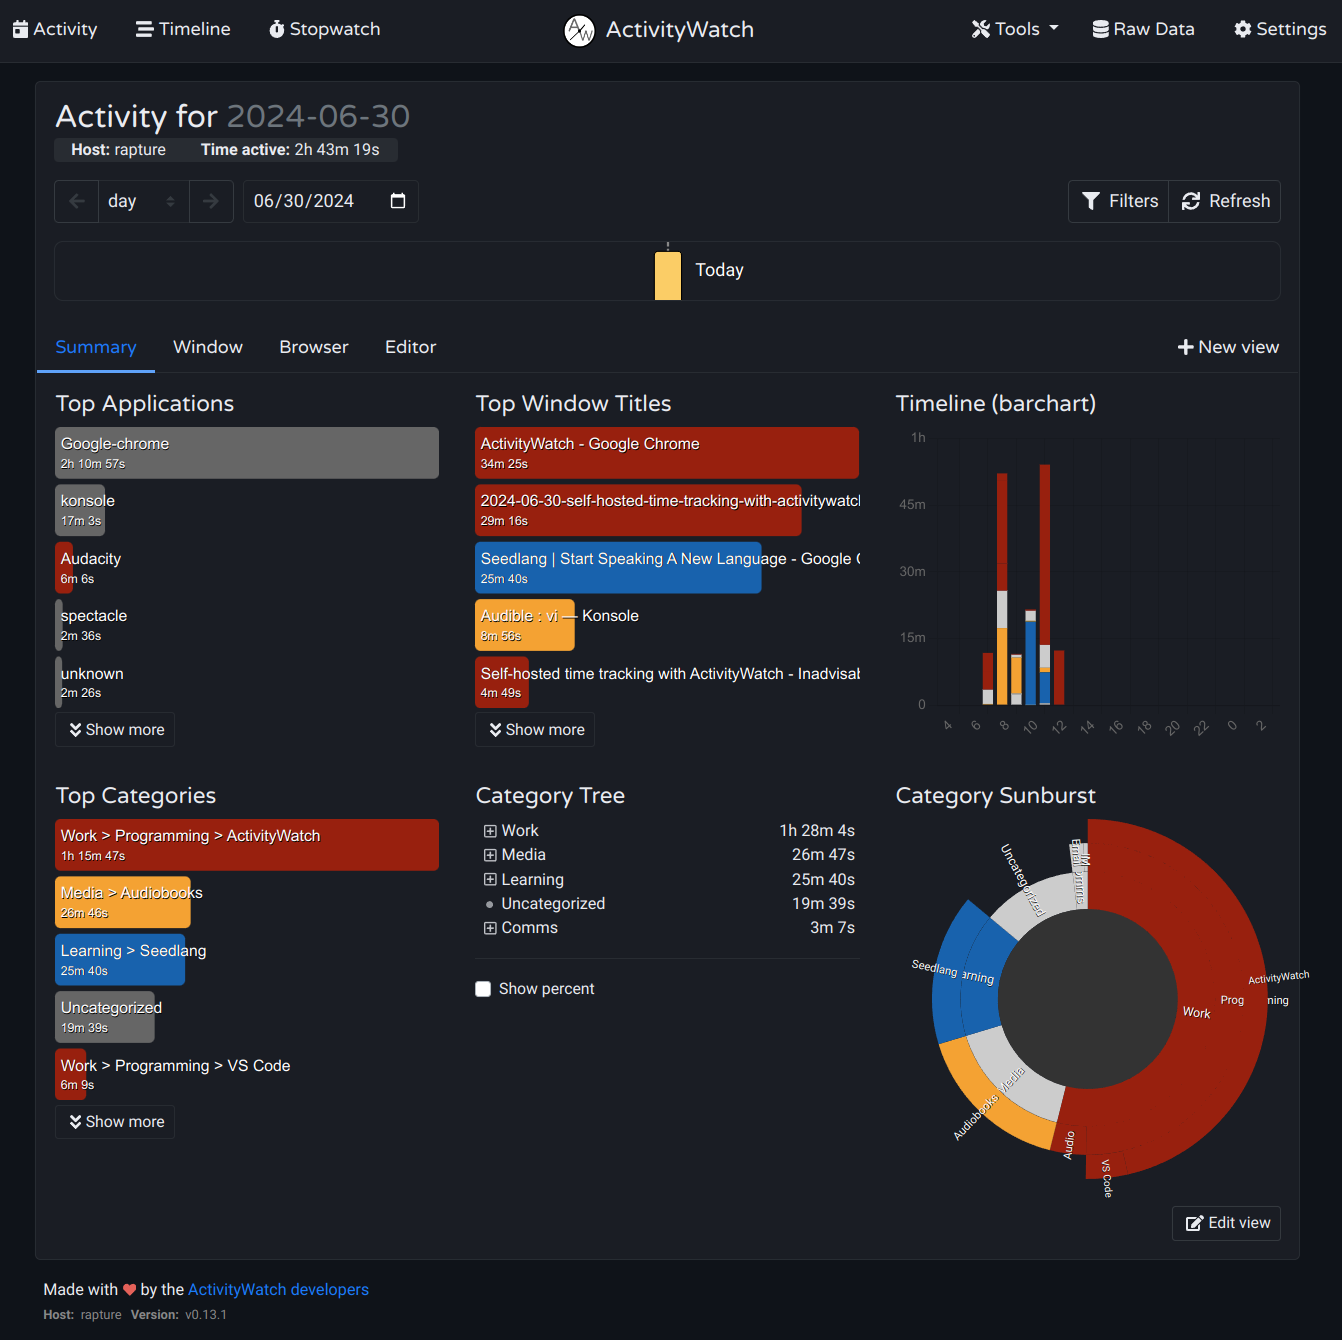 Activity
Timeline
Stopwatch
ActivityWatch
Tools
Raw Data
Settings
Activity for 2024-06-30
Host: rapture Time active: 2h 43m 19s
day
06/30/2024
Filters
Refresh
Today
Summary
Window
Browser
Editor
New view
Top Applications
Google-chrome
2h 10m 57s
konsole
17m 3s
Audacity
6m 6s
spectacle
2m 36s
unknown
2m 26s
Show more
Top Window Titles
ActivityWatch - Google Chrome
34m 25s
2024-06-30-self-hosted-time-tracking-with-activitywatch
29m 16s
Seedlang | Start Speaking A New Language - Google
25m 40s
Audible : vi — Konsole
8m 56s
Self-hosted time tracking with ActivityWatch - Inadvisab
4m 49s
Show more
Timeline (barchart)
1h
45m
30m
15m
0
4 6 8 10 12 14 16 18 20 22 0 2
Top Categories
Work > Programming > ActivityWatch
1h 15m 47s
Media > Audiobooks
26m 46s
Learning > Seedlang
25m 40s
Uncategorized
19m 39s
Work > Programming > VS Code
6m 9s
Show more
Category Tree
Work 1h 28m 4s
Media 26m 47s
Learning 25m 40s
Uncategorized 19m 39s
Comms 3m 7s
Show percent
Category Sunburst
Uncategorized
Seedlang
arning
ActivityWatch
Prog ning
Work
Media
Audiobooks
Audio
VS Code
Edit view
Made with ❤ by the ActivityWatch developers
Host: rapture Version: v0.13.1